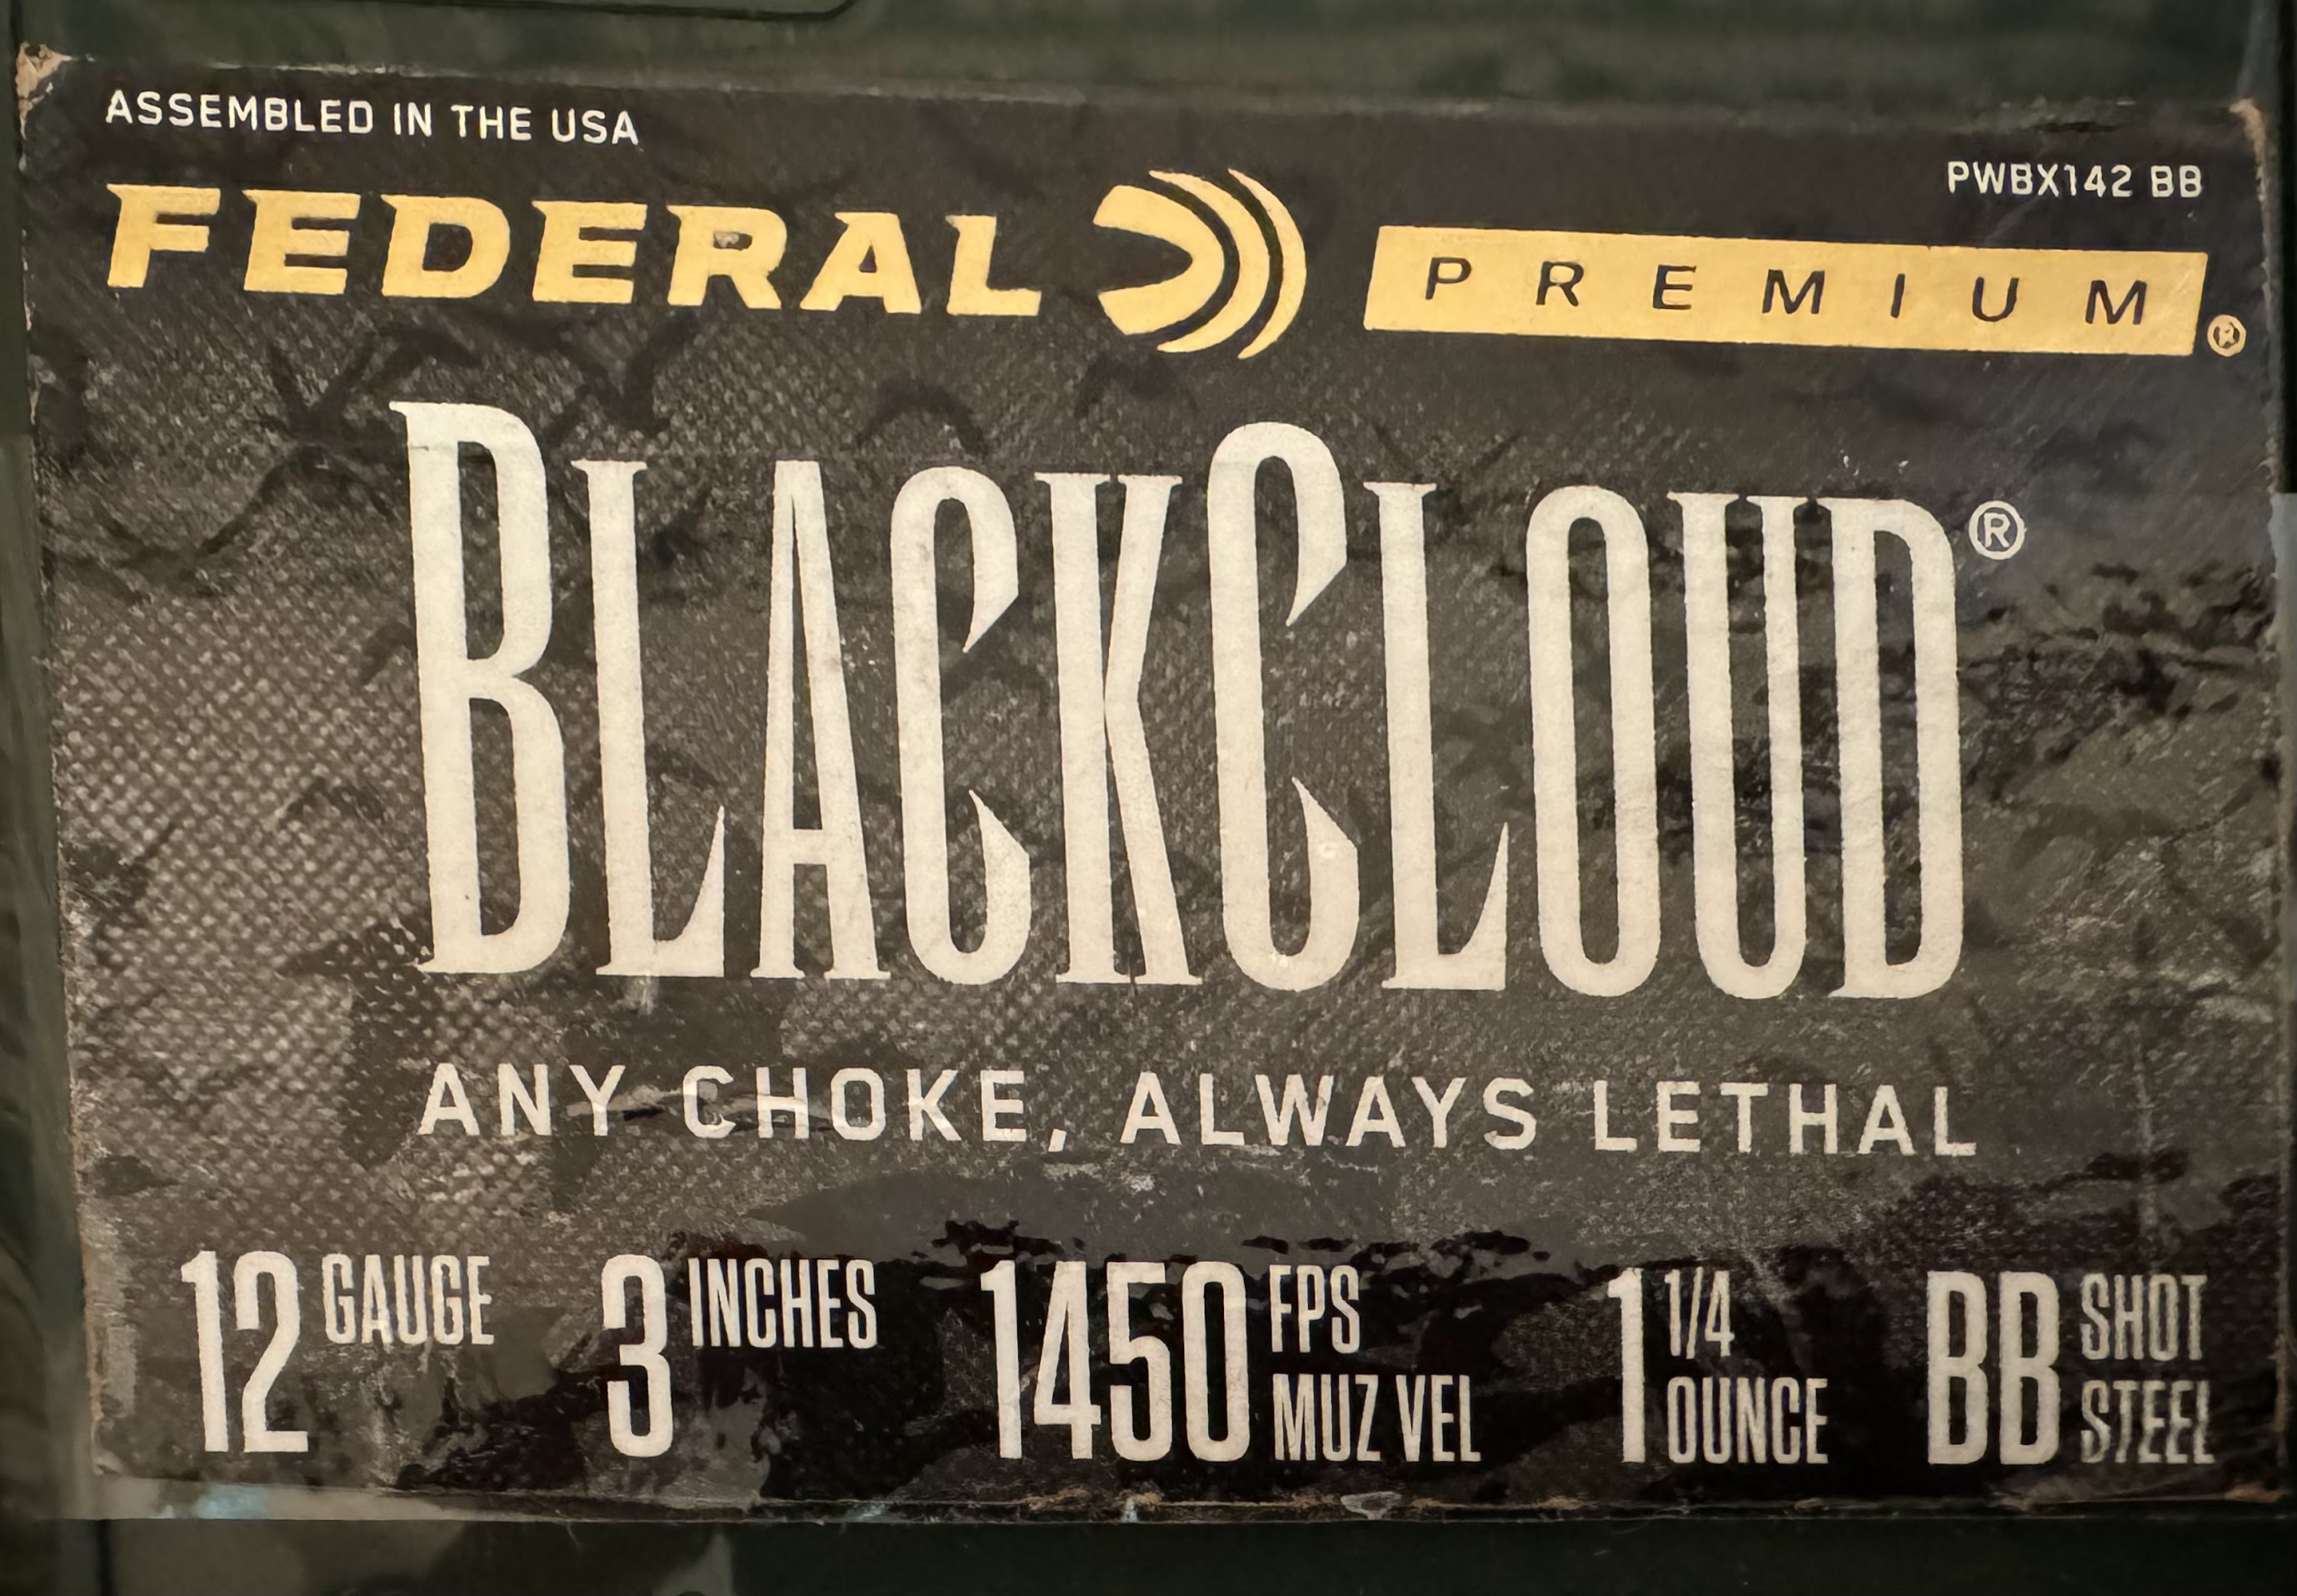 ASSEMBLED IN THE USA
PWBX142 BB
FEDERAL PREMIUM®
BLACKCLOUD®
ANY CHOKE, ALWAYS LETHAL
12 GAUGE 3 INCHES 1450 FPS MUZ VEL 1 1/4 OUNCE BB SHOT STEEL